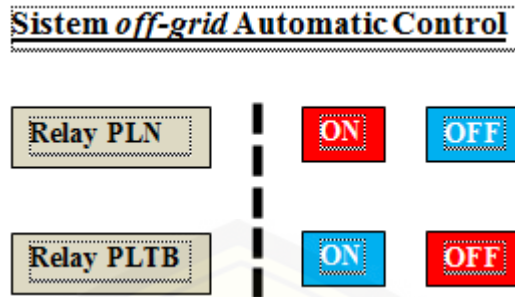 Sistem off-grid Automatic Control
Relay PLN ON OFF
Relay PLTB ON OFF